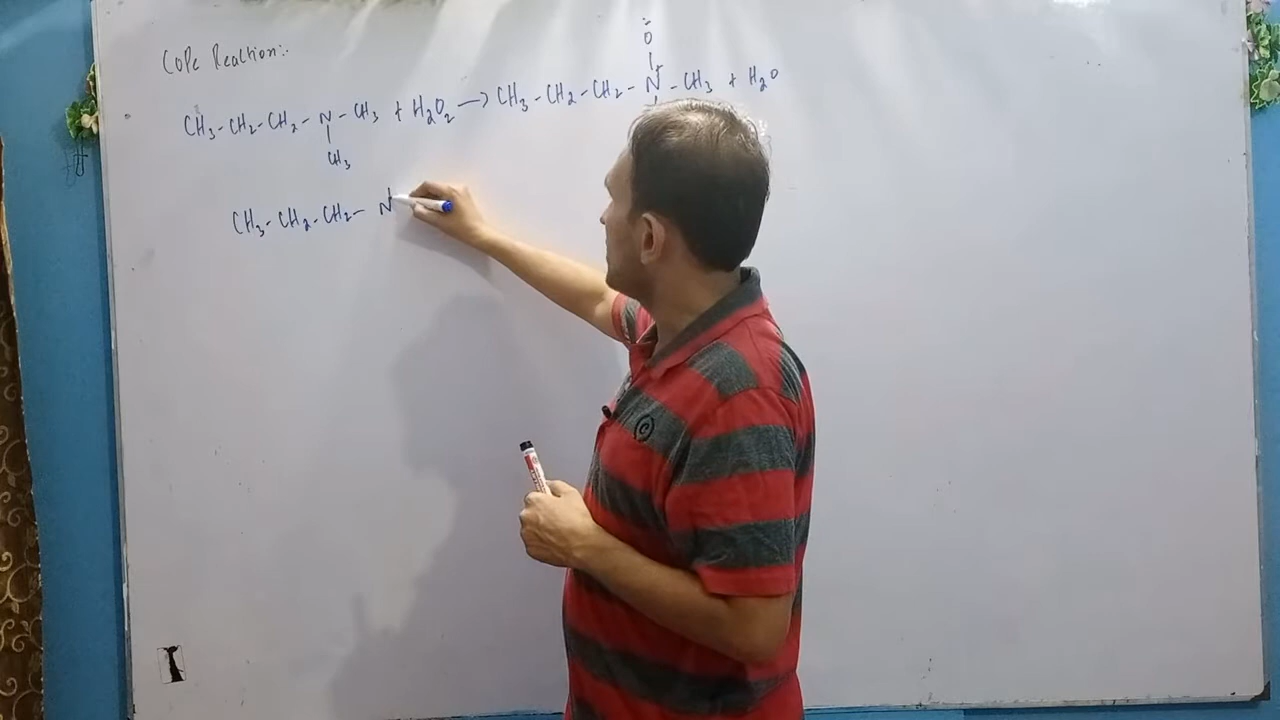 Cope Reaction:-
Ö
|
CH₃-CH₂-CH₂-N-CH₃ + H₂O₂ → CH₃-CH₂-CH₂-N⁺-CH₃ + H₂O
|
CH₃
CH₃-CH₂-CH₂-N⁺